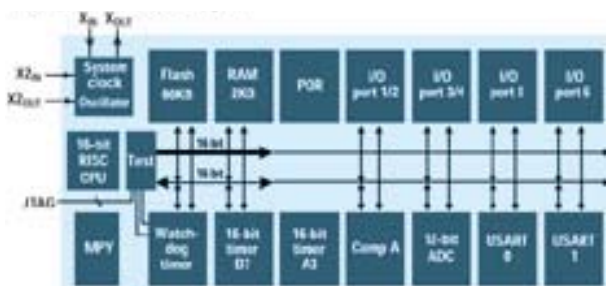 XIN XOUT
X2IN
X2OUT
System
clock
Oscillator
Flash
60KB
RAM
2KB
POR
I/O
port 1/2
I/O
port 3/4
I/O
port 5
I/O
port 6
16-bit
RISC
CPU
Test
16-bit
16-bit
JTAG
MPY
Watch-
dog
timer
16-bit
timer
16-bit
timer
A3
Comp A
12-bit
ADC
USART
0
USART
1